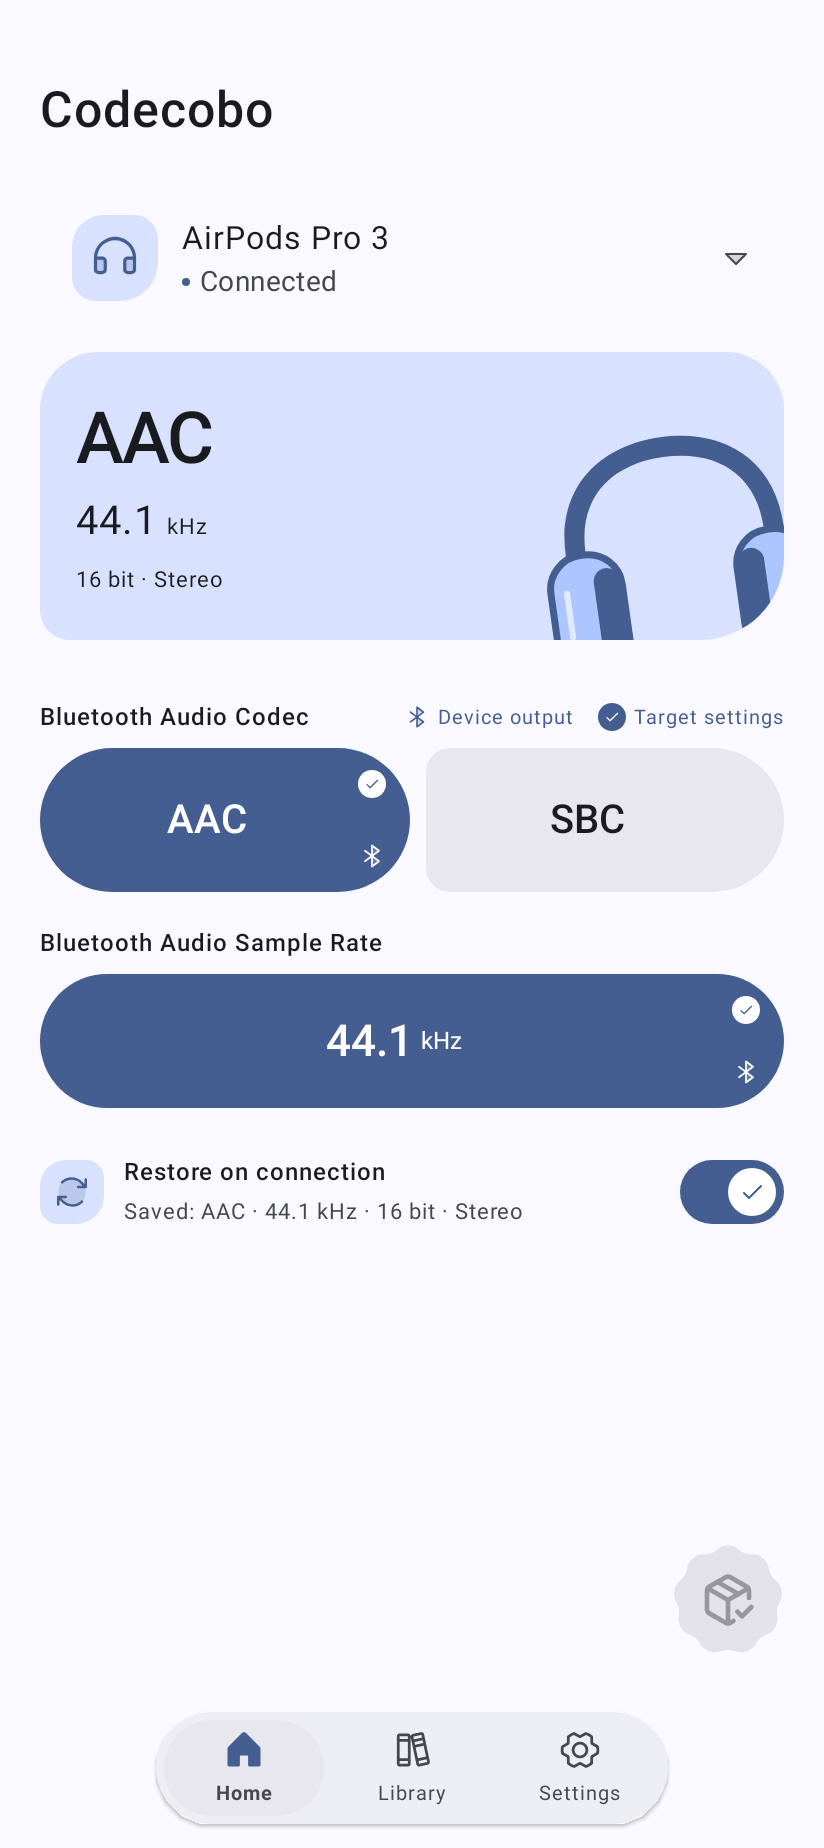 Codecobo
AirPods Pro 3
• Connected
AAC
44.1 kHz
16 bit · Stereo
Bluetooth Audio Codec
Device output
Target settings
AAC
SBC
Bluetooth Audio Sample Rate
44.1 kHz
Restore on connection
Saved: AAC · 44.1 kHz · 16 bit · Stereo
Home
Library
Settings